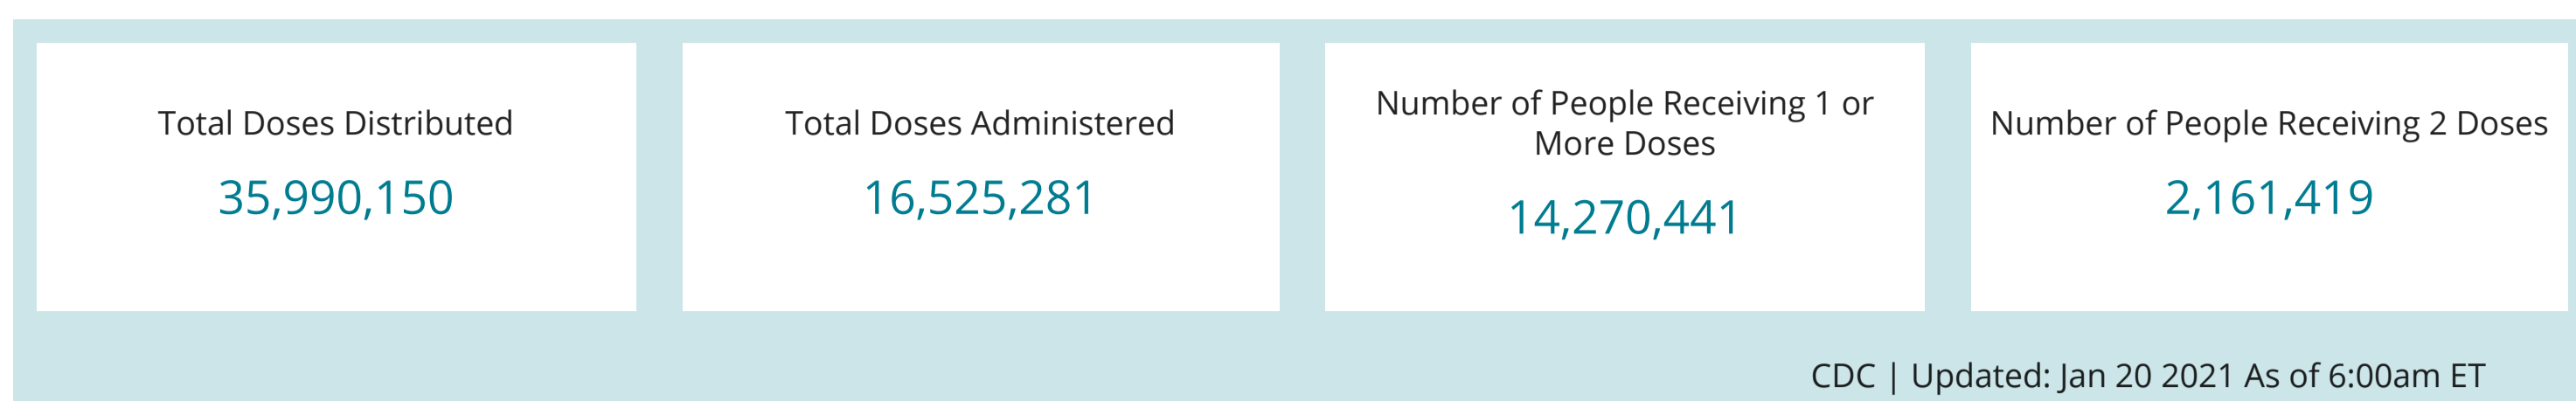 Total Doses Distributed
35,990,150
Total Doses Administered
16,525,281
Number of People Receiving 1 or
More Doses
14,270,441
Number of People Receiving 2 Doses
2,161,419
CDC | Updated: Jan 20 2021 As of 6:00am ET